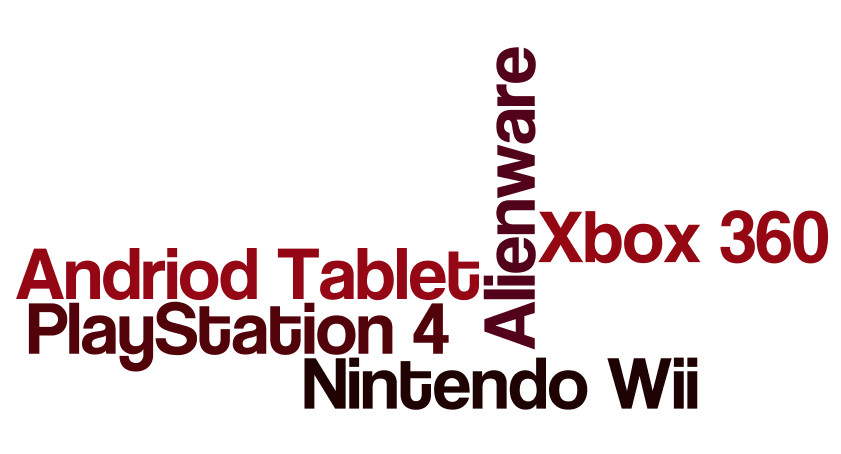 Alienware
Xbox 360
Andriod Tablet
PlayStation 4
Nintendo Wii